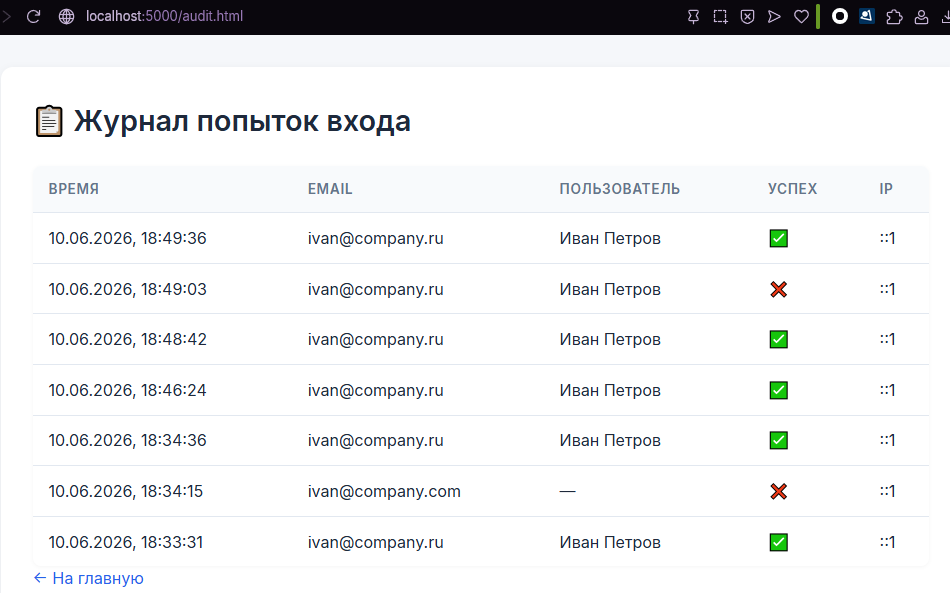 localhost:5000/audit.html
Журнал попыток входа
ВРЕМЯ EMAIL ПОЛЬЗОВАТЕЛЬ УСПЕХ IP
10.06.2026, 18:49:36 ivan@company.ru Иван Петров ✅ ::1
10.06.2026, 18:49:03 ivan@company.ru Иван Петров ❌ ::1
10.06.2026, 18:48:42 ivan@company.ru Иван Петров ✅ ::1
10.06.2026, 18:46:24 ivan@company.ru Иван Петров ✅ ::1
10.06.2026, 18:34:36 ivan@company.ru Иван Петров ✅ ::1
10.06.2026, 18:34:15 ivan@company.com — ❌ ::1
10.06.2026, 18:33:31 ivan@company.ru Иван Петров ✅ ::1
← На главную